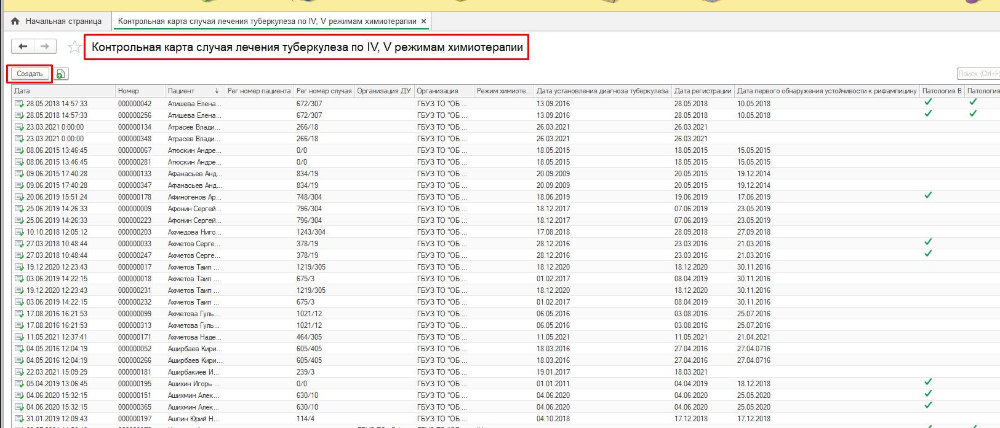 Начальная страница
Контрольная карта случая лечения туберкулеза по IV, V режимам химиотерапии ×
Контрольная карта случая лечения туберкулеза по IV, V режимам химиотерапии
Создать
Поиск (Ctrl+F)
Дата Номер Пациент ↓ Рег номер пациента Рег номер случая Организация ДУ Организация Режим химиоте... Дата установления диагноза туберкулеза Дата регистрации Дата первого обнаружения устойчивости к рифампицину Патология В Патология
28.05.2018 14:57:33 000000042 Атишева Елена... 672/307 ГБУЗ ТО "ОБ ... 13.09.2016 28.05.2018 10.05.2018
28.05.2018 14:57:33 000000256 Атишева Елена... 672/307 ГБУЗ ТО "ОБ ... 13.09.2016 28.05.2018 10.05.2018
23.03.2021 0:00:00 000000134 Атрасев Влади... 266/18 ГБУЗ ТО "ОБ ... 26.03.2021 26.03.2021
23.03.2021 0:00:00 000000348 Атрасев Влади... 266/18 ГБУЗ ТО "ОБ ... 26.03.2021 26.03.2021
08.06.2015 13:46:45 000000067 Атюскин Андре... 0/0 ГБУЗ ТО "ОБ ... 18.05.2015 18.05.2015 15.05.2015
08.06.2015 13:46:45 000000281 Атюскин Андре... 0/0 ГБУЗ ТО "ОБ ... 18.05.2015 18.05.2015 15.05.2015
09.06.2015 17:40:28 000000133 Афанасьев Анд... 834/19 ГБУЗ ТО "ОБ ... 20.09.2009 20.05.2015 19.12.2014
09.06.2015 17:40:28 000000347 Афанасьев Анд... 834/19 ГБУЗ ТО "ОБ ... 20.09.2009 20.05.2015 19.12.2014
20.06.2019 15:51:24 000000178 Афиногенов Ар... 748/304 ГБУЗ ТО "ОБ ... 18.06.2019 19.06.2019 17.06.2019
25.06.2019 14:26:33 000000009 Афонин Сергей... 796/304 ГБУЗ ТО "ОБ ... 18.12.2017 07.06.2019 23.05.2019
25.06.2019 14:26:33 000000223 Афонин Сергей... 796/304 ГБУЗ ТО "ОБ ... 18.12.2017 07.06.2019 23.05.2019
10.10.2018 12:05:12 000000203 Ахмедова Ниго... 1243/304 ГБУЗ ТО "ОБ ... 17.08.2018 28.09.2018 27.09.2018
27.03.2018 10:48:44 000000033 Ахметов Серге... 378/19 ГБУЗ ТО "ОБ ... 28.12.2016 23.03.2016 21.03.2016
27.03.2018 10:48:44 000000247 Ахметов Серге... 378/19 ГБУЗ ТО "ОБ ... 28.12.2016 23.03.2016 21.03.2016
19.12.2020 12:23:43 000000017 Ахметов Таип ... 1219/305 ГБУЗ ТО "ОБ ... 18.12.2020 18.12.2020 30.11.2016
03.06.2019 14:22:15 000000018 Ахметов Таип ... 675/3 ГБУЗ ТО "ОБ ... 01.02.2017 08.04.2019 30.11.2016
19.12.2020 12:23:43 000000231 Ахметов Таип ... 1219/305 ГБУЗ ТО "ОБ ... 18.12.2020 18.12.2020 30.11.2016
03.06.2019 14:22:15 000000232 Ахметов Таип ... 675/3 ГБУЗ ТО "ОБ ... 01.02.2017 08.04.2019 30.11.2016
17.08.2016 16:21:53 000000099 Ахметова Гуль... 1021/12 ГБУЗ ТО "ОБ ... 06.05.2016 03.08.2016 25.07.2016
17.08.2016 16:21:53 000000313 Ахметова Гуль... 1021/12 ГБУЗ ТО "ОБ ... 06.05.2016 03.08.2016 25.07.2016
11.05.2021 12:37:41 000000171 Ахметова Наде... 464/305 ГБУЗ ТО "ОБ ... 11.05.2021 11.05.2021 21.04.2021
04.05.2016 12:04:19 000000052 Аширбаев Кири... 605/405 ГБУЗ ТО "ОБ ... 18.03.2016 27.04.2016 27.04.0716
04.05.2016 12:04:19 000000266 Аширбаев Кири... 605/405 ГБУЗ ТО "ОБ ... 18.03.2016 27.04.2016 27.04.0716
22.03.2021 15:09:29 000000181 Аширбакиев И... 239/3 ГБУЗ ТО "ОБ ... 19.01.2017 18.03.2021
05.04.2019 13:06:45 000000195 Ашихин Игорь ... 0/0 ГБУЗ ТО "ОБ ... 01.01.2011 04.04.2019 18.12.2018
04.06.2020 15:32:15 000000151 Ашихмин Алек... 630/10 ГБУЗ ТО "ОБ ... 04.06.2020 04.06.2020 25.05.2020
04.06.2020 15:32:15 000000365 Ашихмин Алек... 630/10 ГБУЗ ТО "ОБ ... 04.06.2020 04.06.2020 25.05.2020
31.01.2019 12:09:43 000000197 Ашпин Юрий Н... 114/4 ГБУЗ ТО "ОБ ... 04.10.2018 17.12.2018 17.12.2018